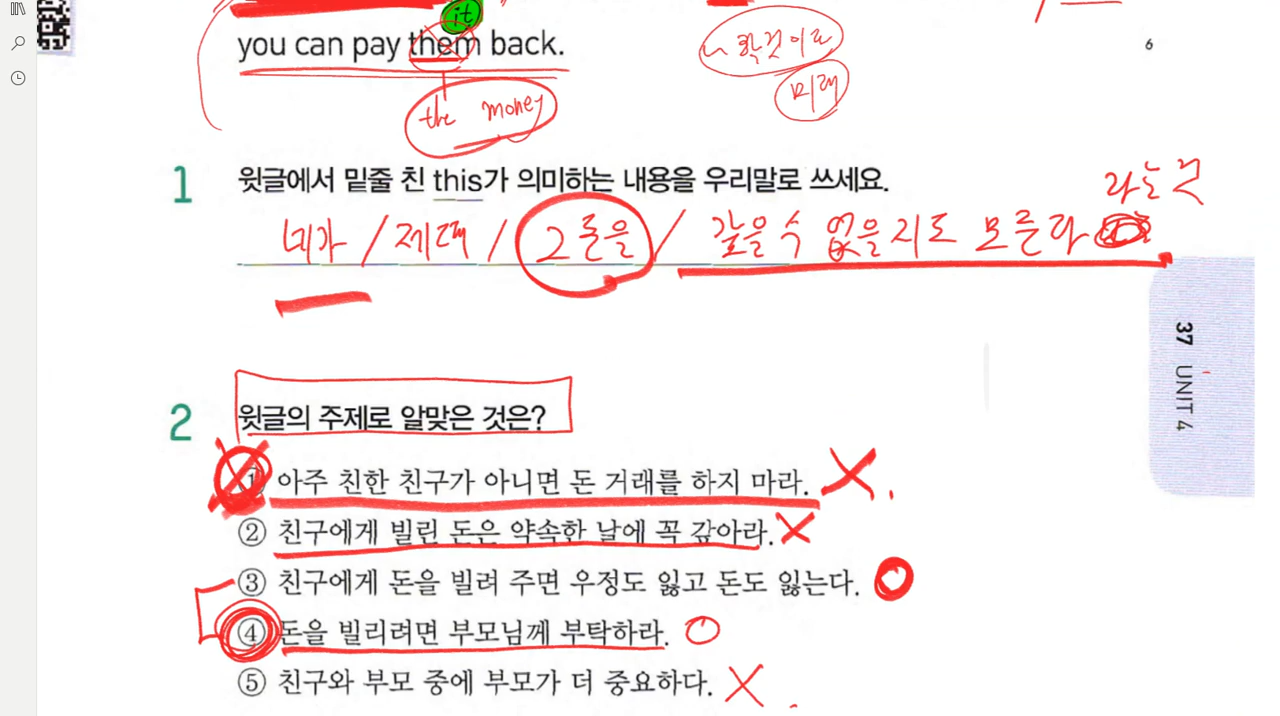 it
you can pay them back.
6
ㄴ 할것이므
미래
the money
1 윗글에서 밑줄 친 this가 의미하는 내용을 우리말로 쓰세요.
라는 것
네가 / 제때 / 그 돈을 / 갚을 수 없을지도 모른다
37 UNIT 4
2 윗글의 주제로 알맞은 것은?
① 아주 친한 친구가 아니면 돈 거래를 하지 마라.
② 친구에게 빌린 돈은 약속한 날에 꼭 갚아라.
③ 친구에게 돈을 빌려 주면 우정도 잃고 돈도 잃는다.
④ 돈을 빌리려면 부모님께 부탁하라.
⑤ 친구와 부모 중에 부모가 더 중요하다.